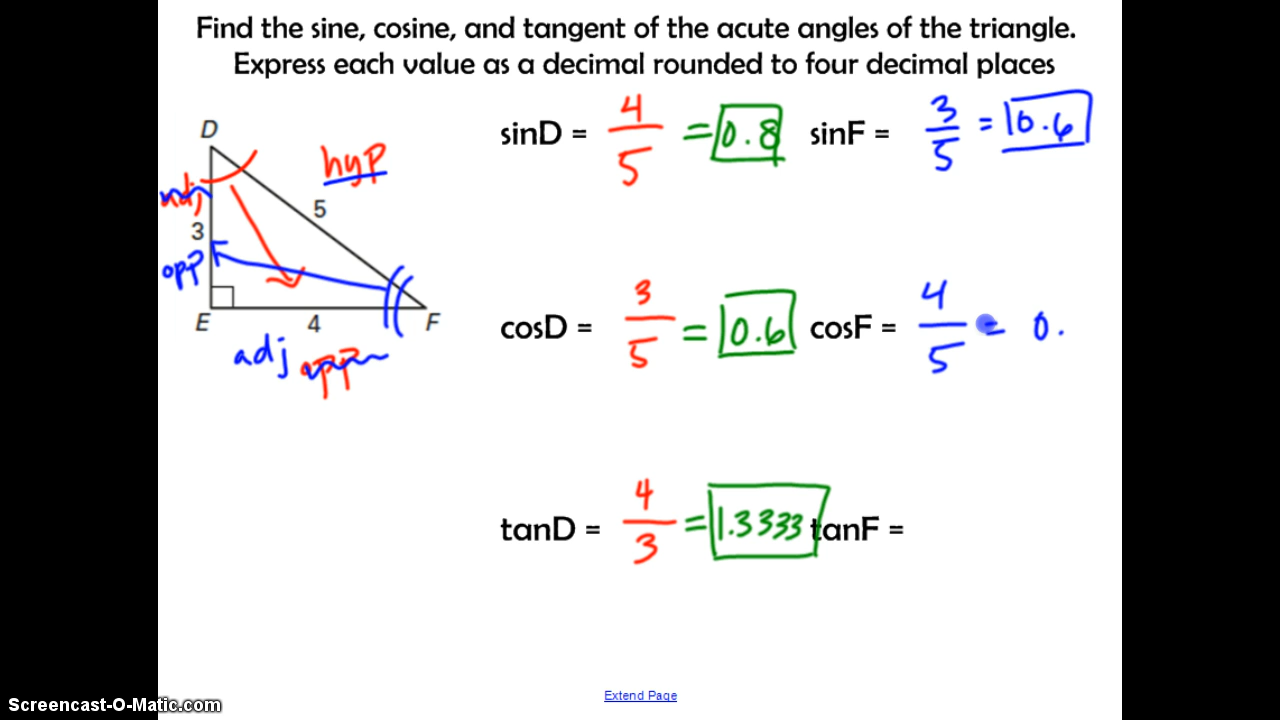 Find the sine, cosine, and tangent of the acute angles of the triangle.
Express each value as a decimal rounded to four decimal places
D
hyp
adj
5
3
opp
E
4
F
adj opp
sinD = 4/5 = 0.8
sinF = 3/5 = 0.6
cosD = 3/5 = 0.6
cosF = 4/5 = 0.
tanD = 4/3 = 1.3333
tanF =
Extend Page
Screencast-O-Matic.com